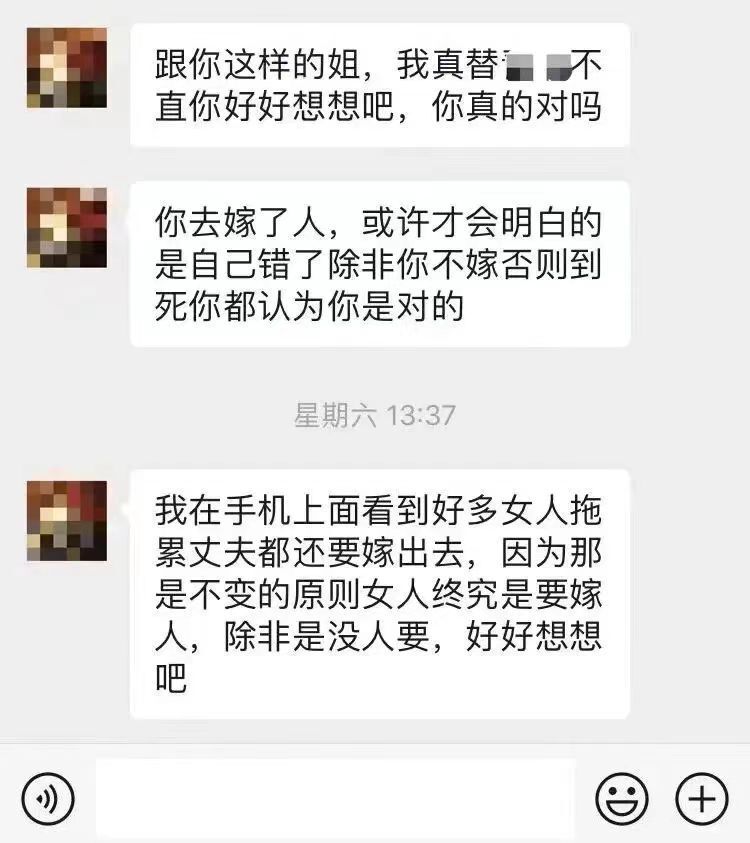 跟你这样的姐，我真替 不
直你好好想想吧，你真的对吗
你去嫁了人，或许才会明白的
是自己错了除非你不嫁否则到
死你都认为你是对的
星期六 13:37
我在手机上面看到好多女人拖
累丈夫都还要嫁出去，因为那
是不变的原则女人终究是要嫁
人，除非是没人要，好好想想
吧